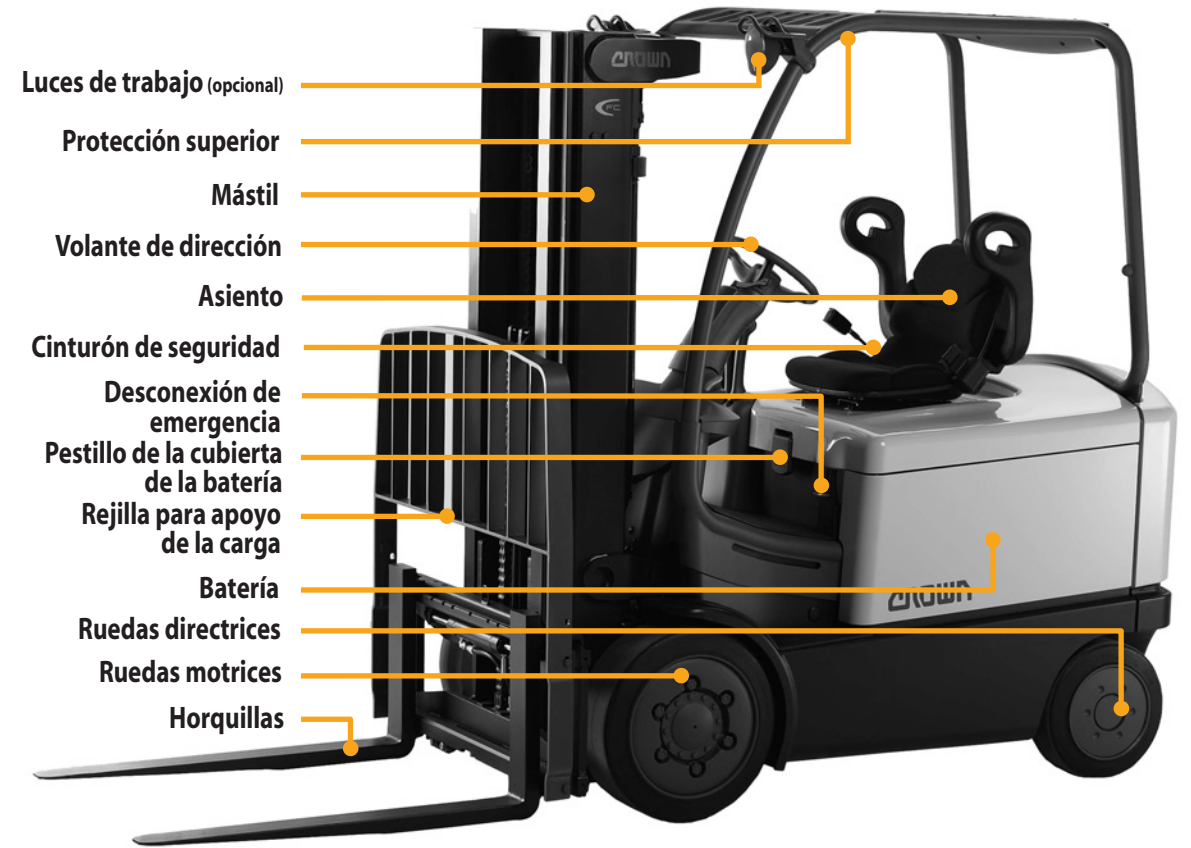 CROWN
FC
Luces de trabajo (opcional)
Protección superior
Mástil
Volante de dirección
Asiento
Cinturón de seguridad
Desconexión de
emergencia
Pestillo de la cubierta
de la batería
Rejilla para apoyo
de la carga
Batería
CROWN
Ruedas directrices
Ruedas motrices
Horquillas